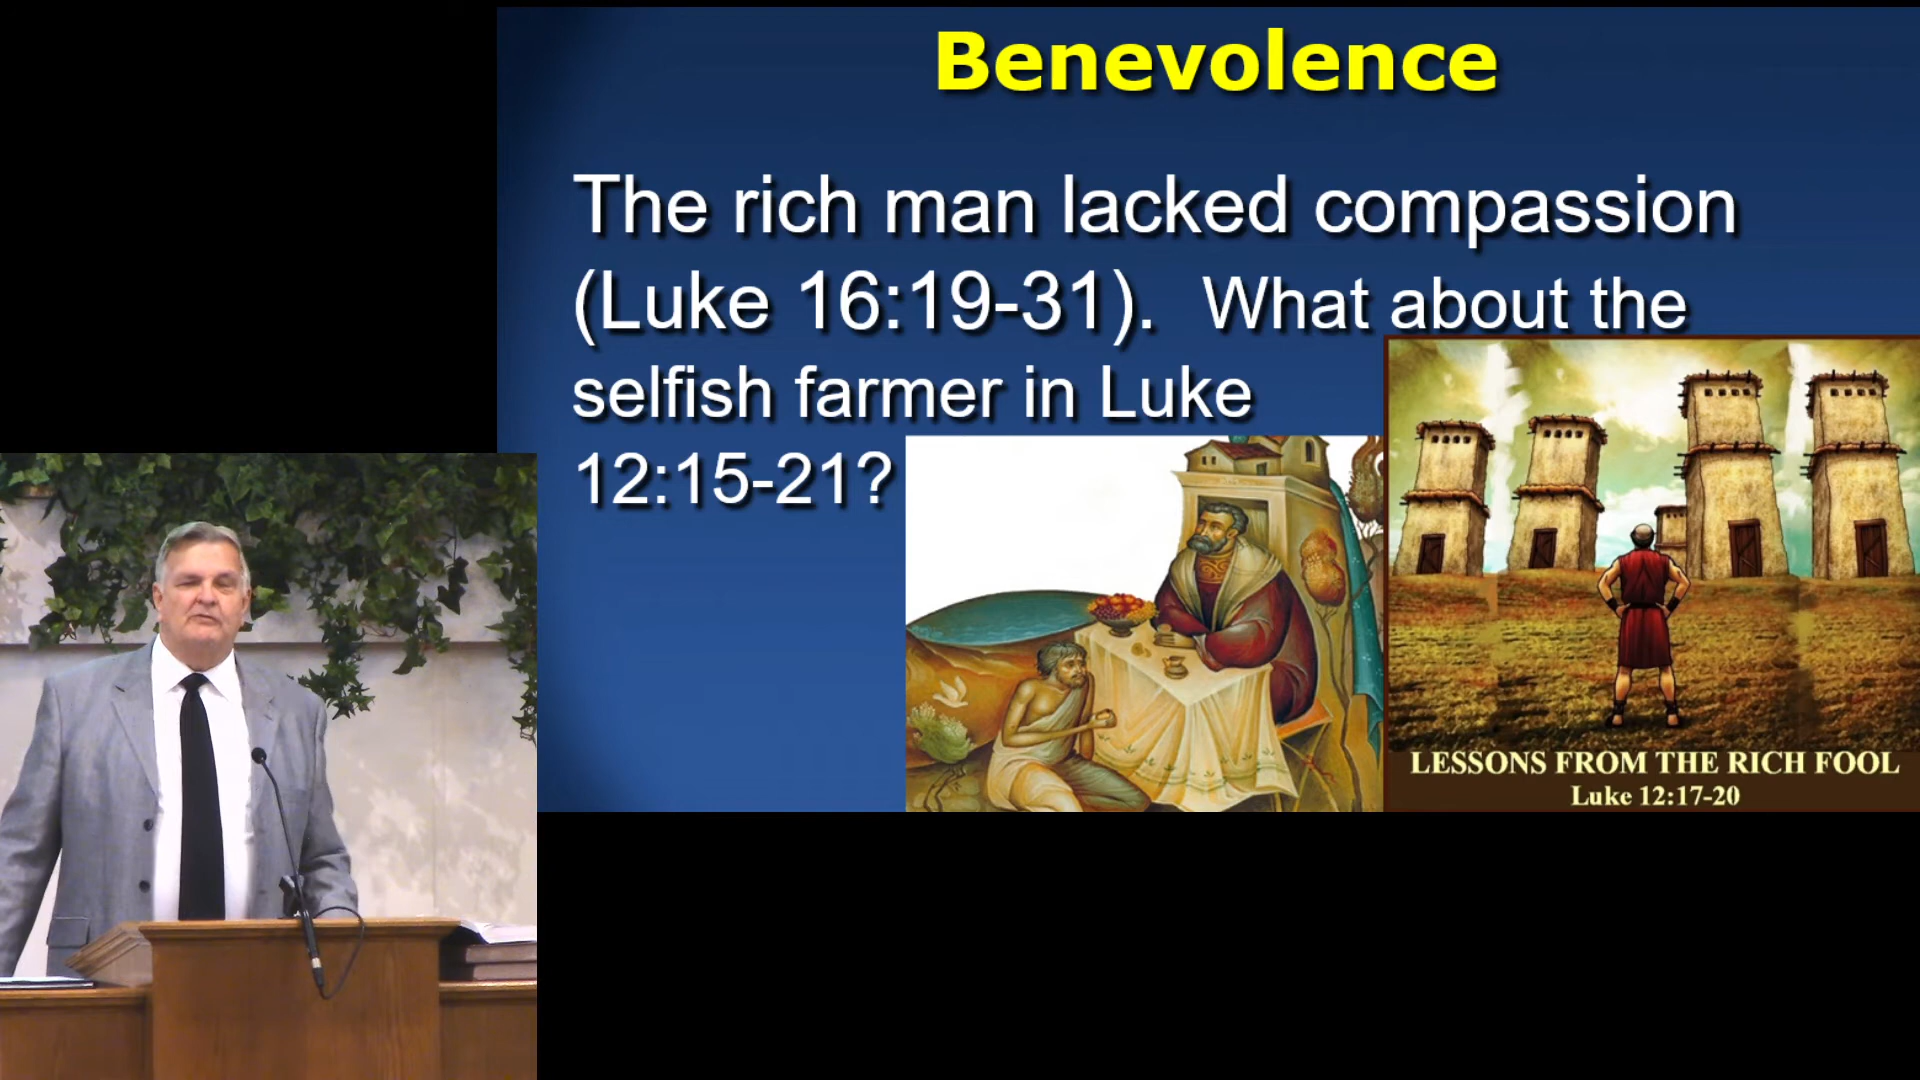 Benevolence
The rich man lacked compassion
(Luke 16:19-31). What about the
selfish farmer in Luke
12:15-21?
LESSONS FROM THE RICH FOOL
Luke 12:17-20